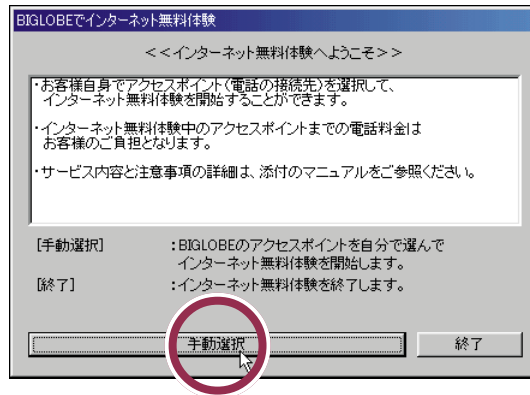 BIGLOBEでインターネット無料体験
<<インターネット無料体験へようこそ>>
・お客様自身でアクセスポイント(電話の接続先)を選択して、
インターネット無料体験を開始することができます。
・インターネット無料体験中のアクセスポイントまでの電話料金は
お客様のご負担となります。
・サービス内容と注意事項の詳細は、添付のマニュアルをご参照ください。
[手動選択] :BIGLOBEのアクセスポイントを自分で選んで
インターネット無料体験を開始します。
[終了] :インターネット無料体験を終了します。
手動選択 終了